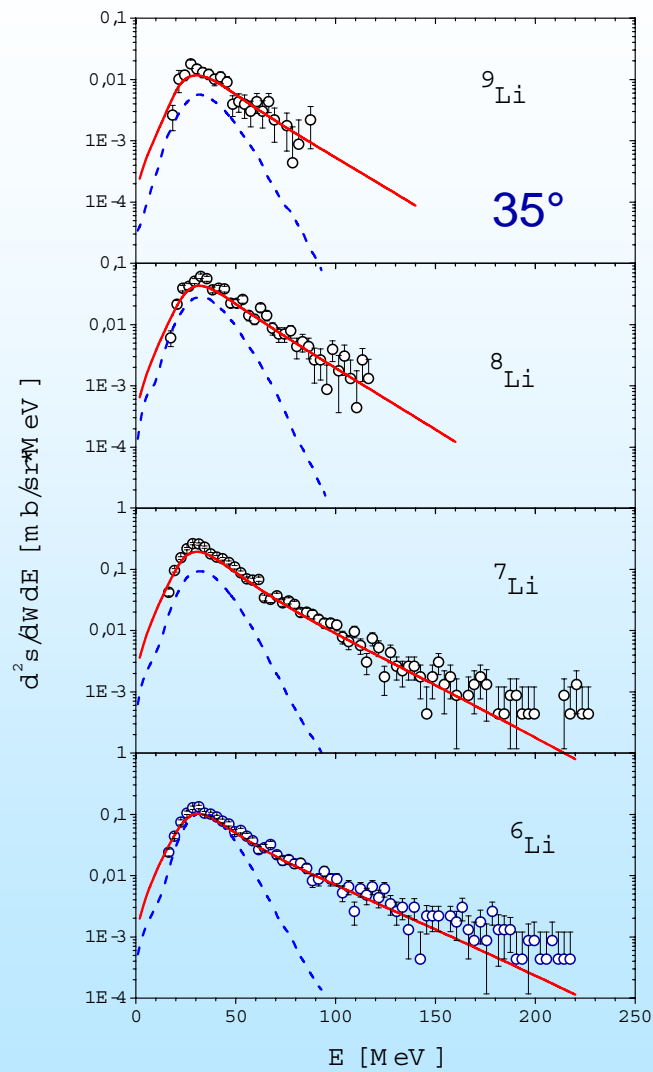 0,1
0,01
1E-3
1E-4
⁹Li
35°
0,1
0,01
1E-3
1E-4
⁸Li
1
0,1
0,01
1E-3
⁷Li
1
0,1
0,01
1E-3
1E-4
⁶Li
0 50 100 150 200 250
E [MeV]
d²s/dWdE [mb/sr*MeV]